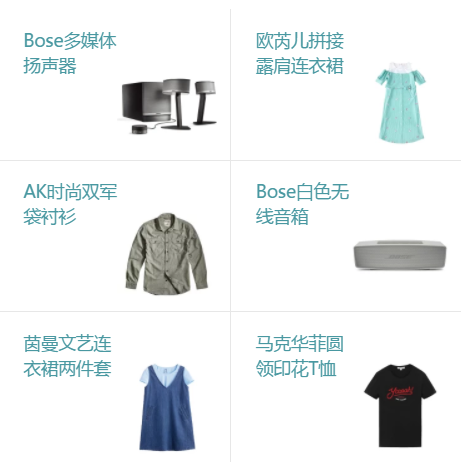 Bose多媒体
扬声器
欧芮儿拼接
露肩连衣裙
AK时尚双军
袋衬衫
Bose白色无
线音箱
茵曼文艺连
衣裙两件套
马克华菲圆
领印花T恤